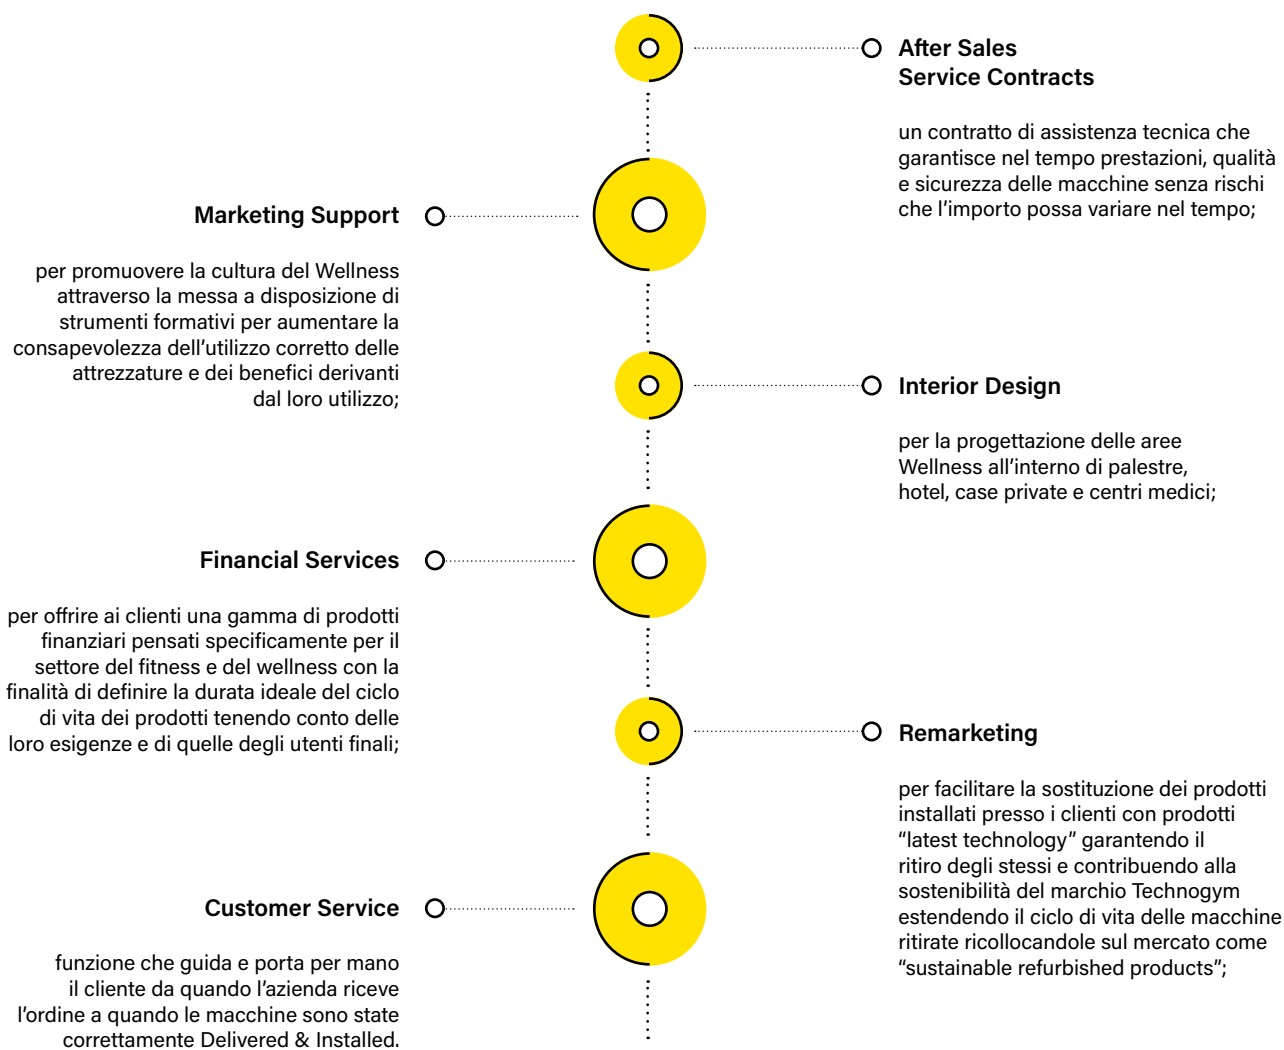 After Sales
Service Contracts
un contratto di assistenza tecnica che
garantisce nel tempo prestazioni, qualità
e sicurezza delle macchine senza rischi
che l'importo possa variare nel tempo;
Marketing Support
per promuovere la cultura del Wellness
attraverso la messa a disposizione di
strumenti formativi per aumentare la
consapevolezza dell'utilizzo corretto delle
attrezzature e dei benefici derivanti
dal loro utilizzo;
Interior Design
per la progettazione delle aree
Wellness all'interno di palestre,
hotel, case private e centri medici;
Financial Services
per offrire ai clienti una gamma di prodotti
finanziari pensati specificamente per il
settore del fitness e del wellness con la
finalità di definire la durata ideale del ciclo
di vita dei prodotti tenendo conto delle
loro esigenze e di quelle degli utenti finali;
Remarketing
per facilitare la sostituzione dei prodotti
installati presso i clienti con prodotti
“latest technology” garantendo il
ritiro degli stessi e contribuendo alla
sostenibilità del marchio Technogym
estendendo il ciclo di vita delle macchine
ritirate ricollocandole sul mercato come
“sustainable refurbished products”;
Customer Service
funzione che guida e porta per mano
il cliente da quando l'azienda riceve
l'ordine a quando le macchine sono state
correttamente Delivered & Installed.